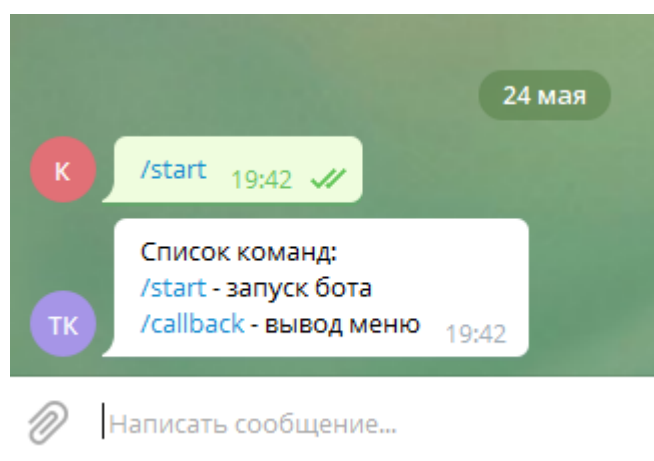 24 мая
К
/start 19:42
Список команд:
/start - запуск бота
ТК
/callback - вывод меню 19:42
Написать сообщение...